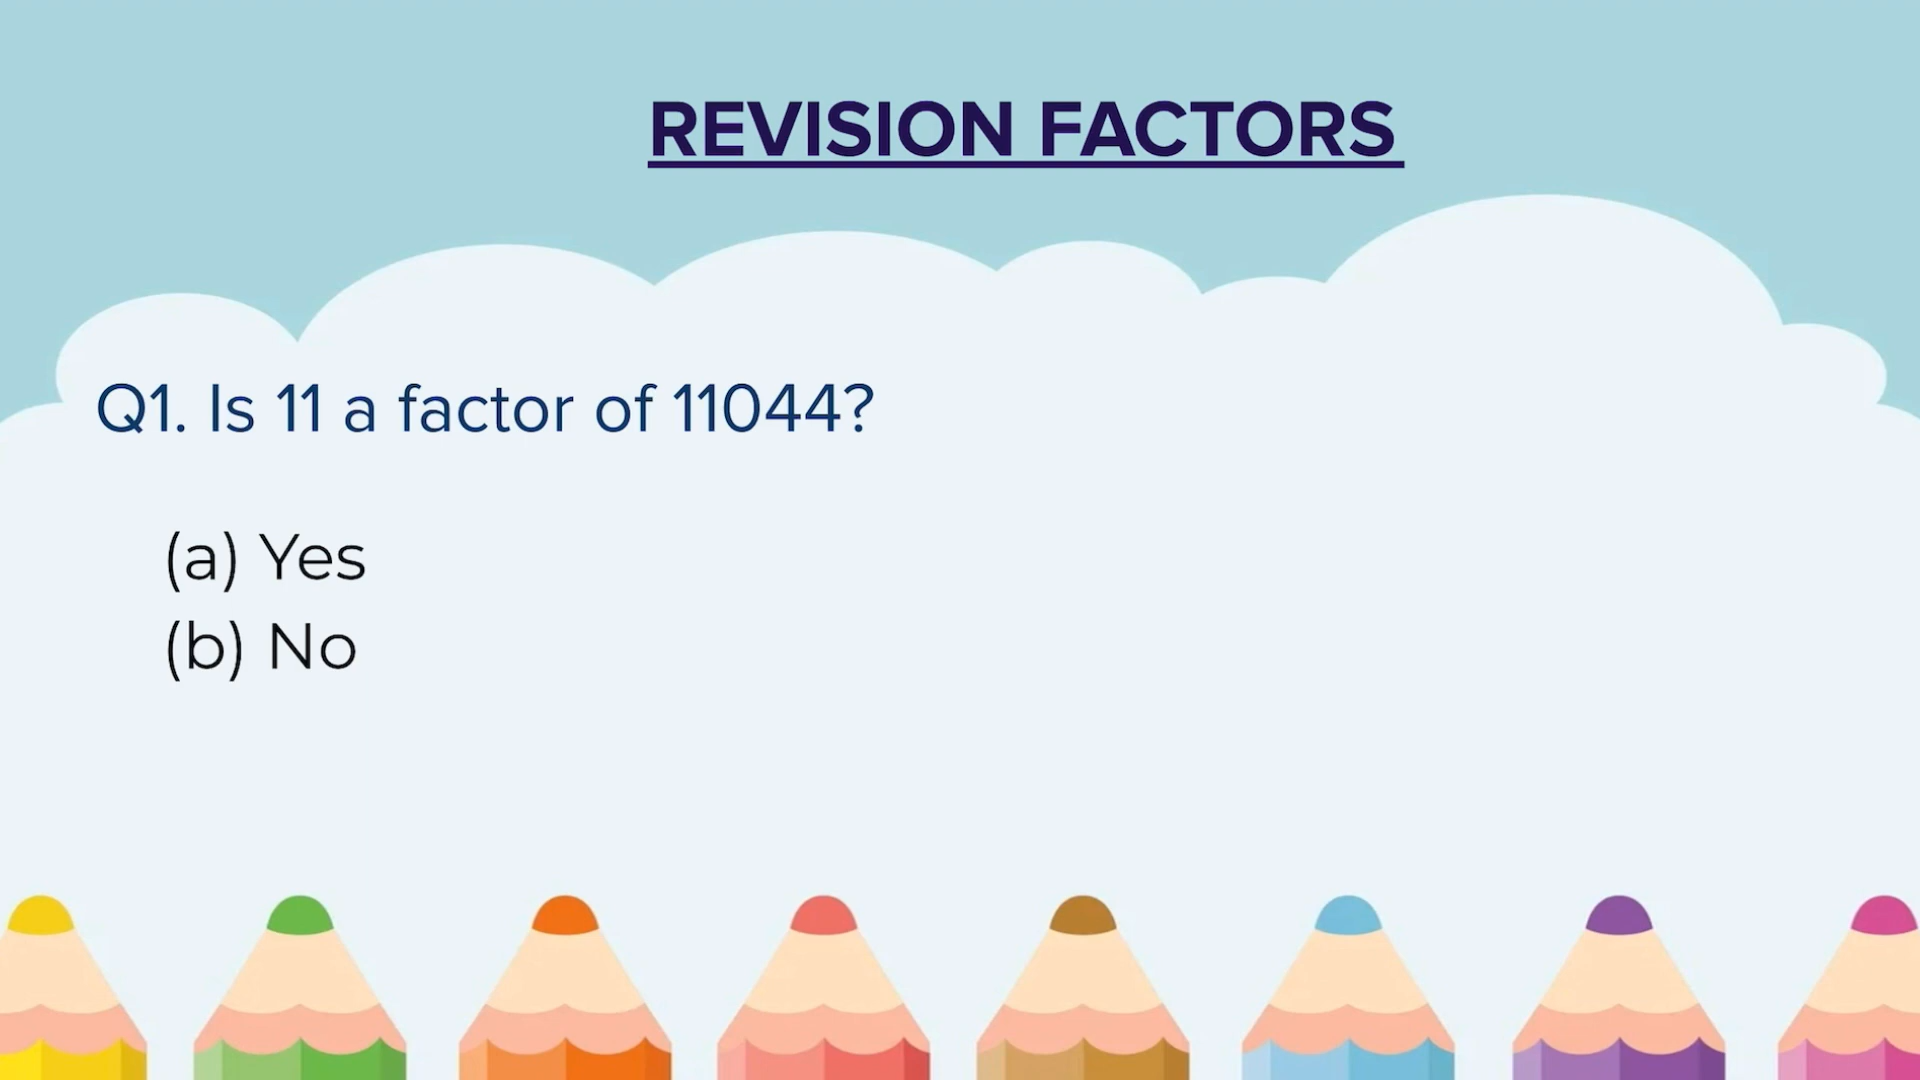 REVISION FACTORS
Q1. Is 11 a factor of 11044?
(a) Yes
(b) No